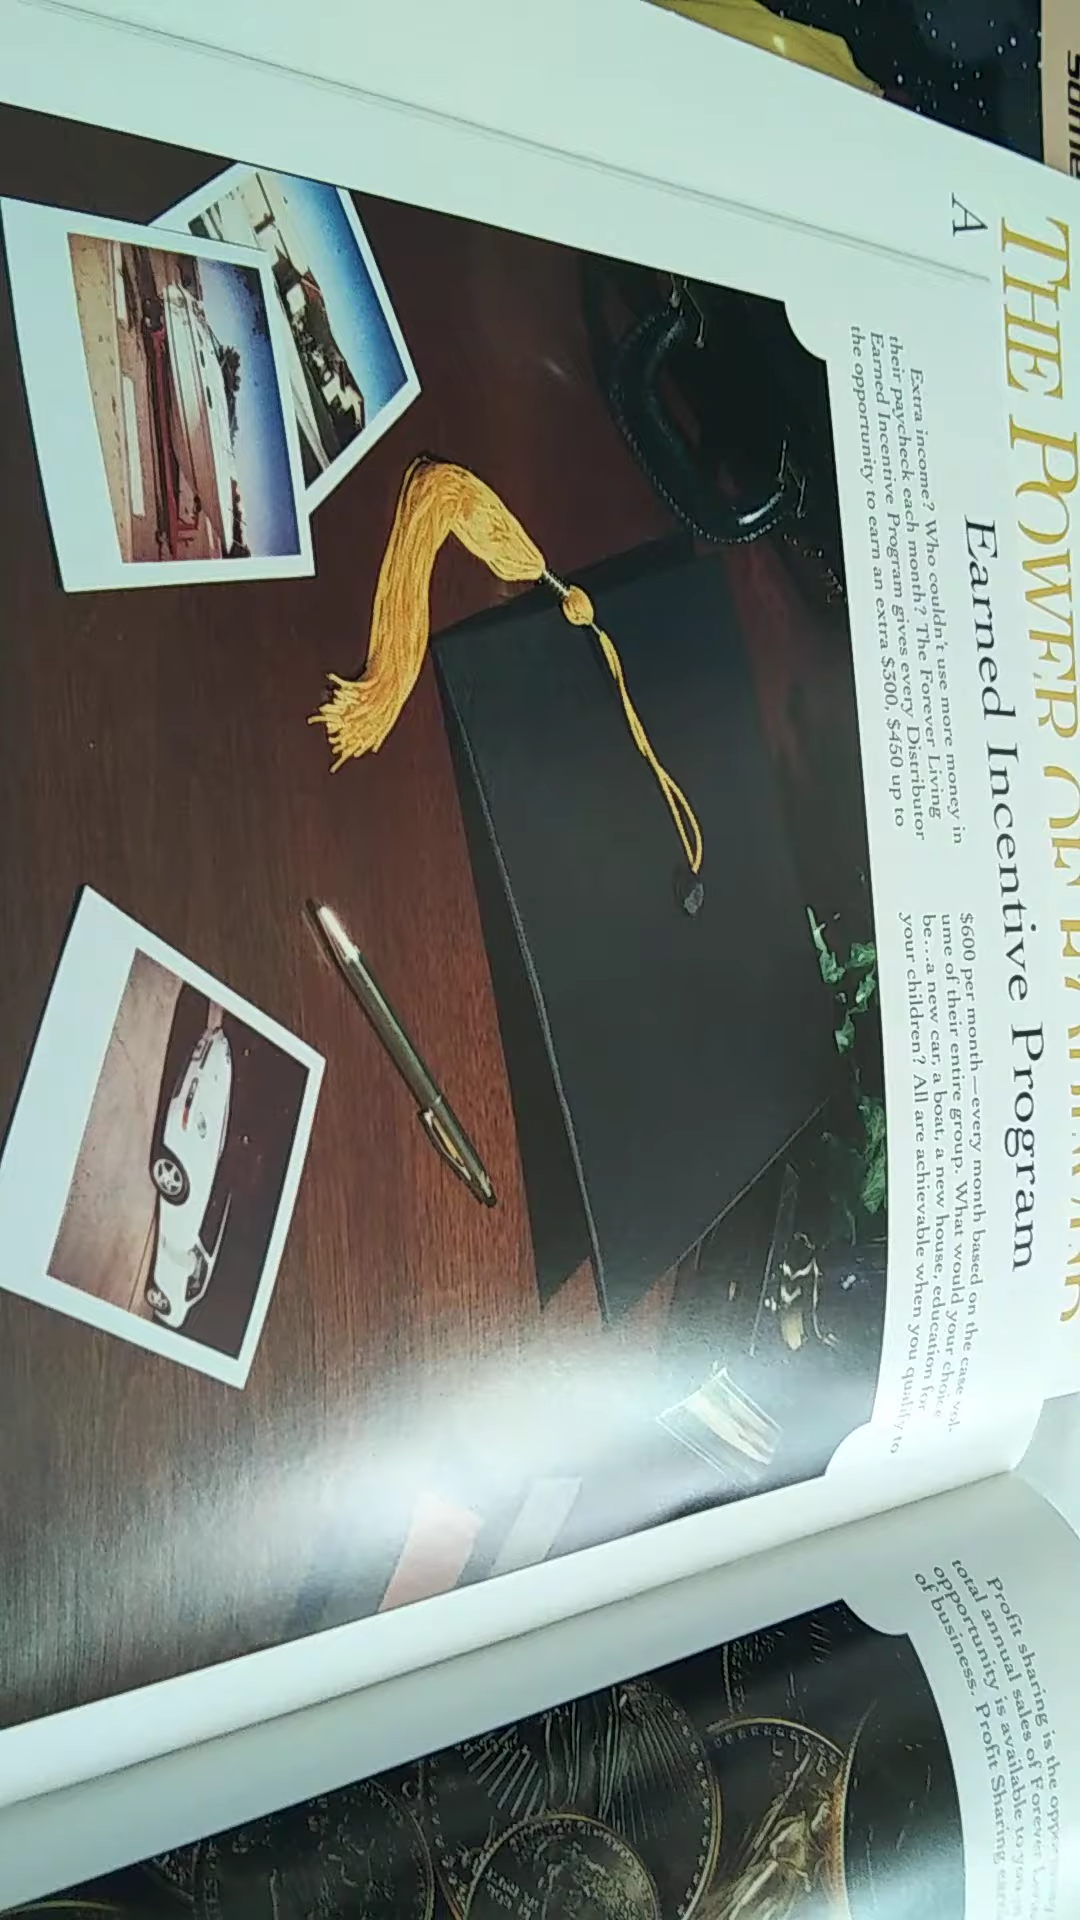 some
THE POWER OF
A
Earned Incentive Program
Extra income? Who couldn't use more money in
their paycheck each month? The Forever Living
Earned Incentive Program gives every Distributor
the opportunity to earn an extra $300, $450 up to
$600 per month—every month based on the case vol-
ume of their entire group. What would your choice
be...a new car, a boat, a new house, education for
your children? All are achievable when you qualify to
Profit sharing is the
total annual sales of Forever
opportunity is available to
of business. Profit Sharing